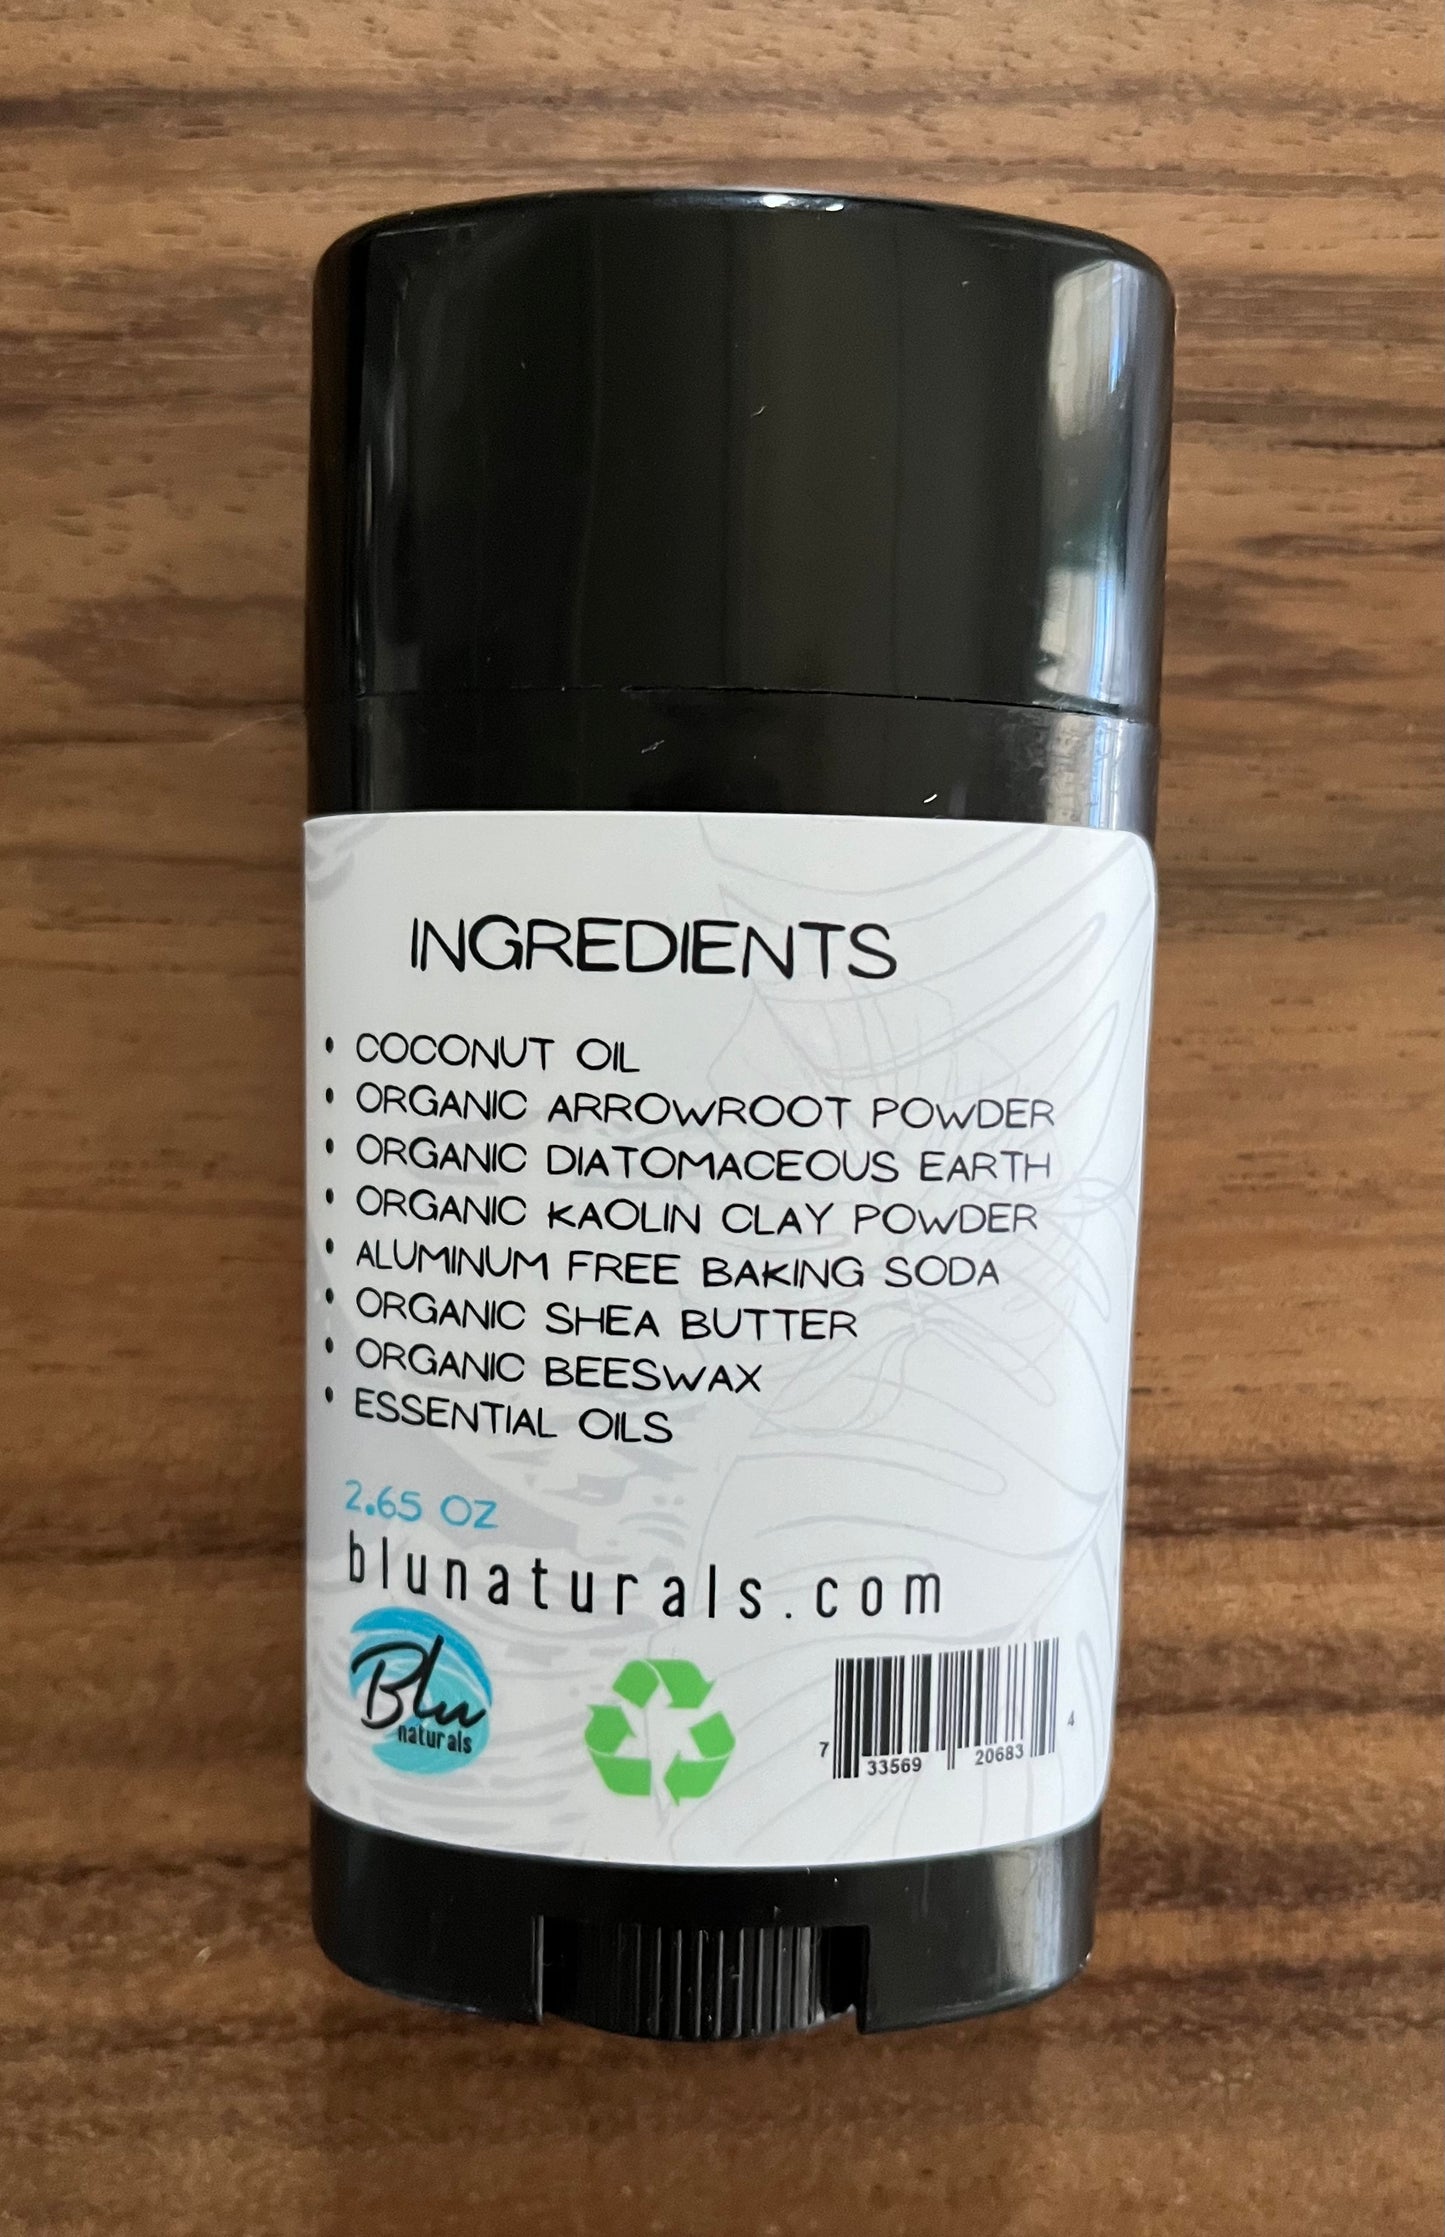 INGREDIENTS
• COCONUT OIL
• ORGANIC ARROWROOT POWDER
• ORGANIC DIATOMACEOUS EARTH
• ORGANIC KAOLIN CLAY POWDER
• ALUMINUM FREE BAKING SODA
• ORGANIC SHEA BUTTER
• ORGANIC BEESWAX
• ESSENTIAL OILS
2.65 OZ
blunaturals.com
Blu
naturals
7 33569 20683 4